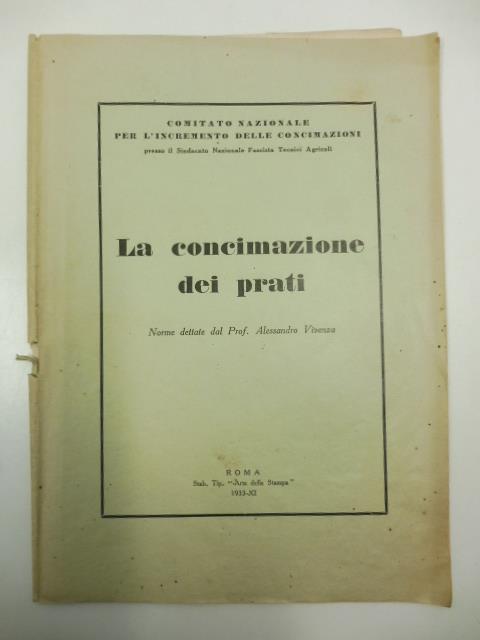 COMITATO NAZIONALE
PER L'INCREMENTO DELLE CONCIMAZIONI
presso il Sindacato Nazionale Fascista Tecnici Agricoli
La concimazione
dei prati
Norme dettate dal Prof. Alessandro Vivenza
ROMA
Stab. Tip. "Arte della Stampa"
1933-XI